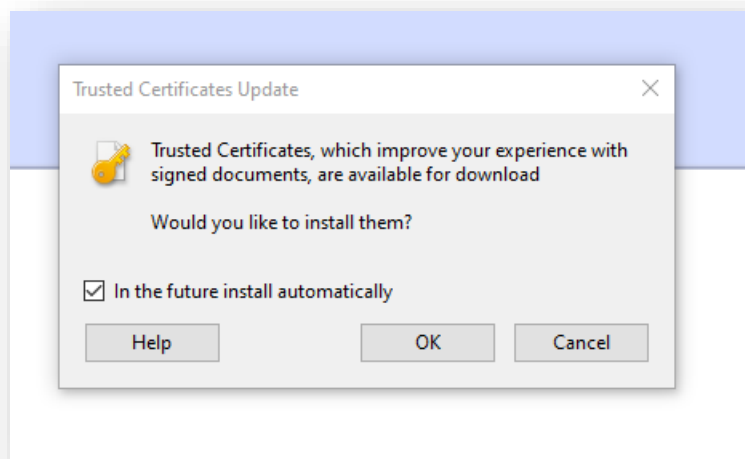 Trusted Certificates Update
Trusted Certificates, which improve your experience with
signed documents, are available for download
Would you like to install them?
In the future install automatically
Help
OK
Cancel